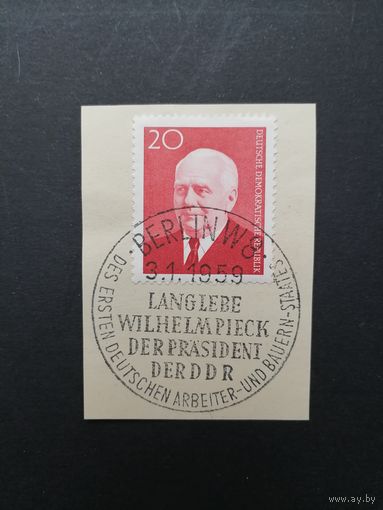 20
DEUTSCHE DEMOKRATISCHE REPUBLIK
BERLIN W8
3.1.1959
LANG LEBE
WILHELM PIECK
DER PRÄSIDENT
DER DDR
DES ERSTEN DEUTSCHEN ARBEITER-UND BAUERN-STAATES
www.ay.by